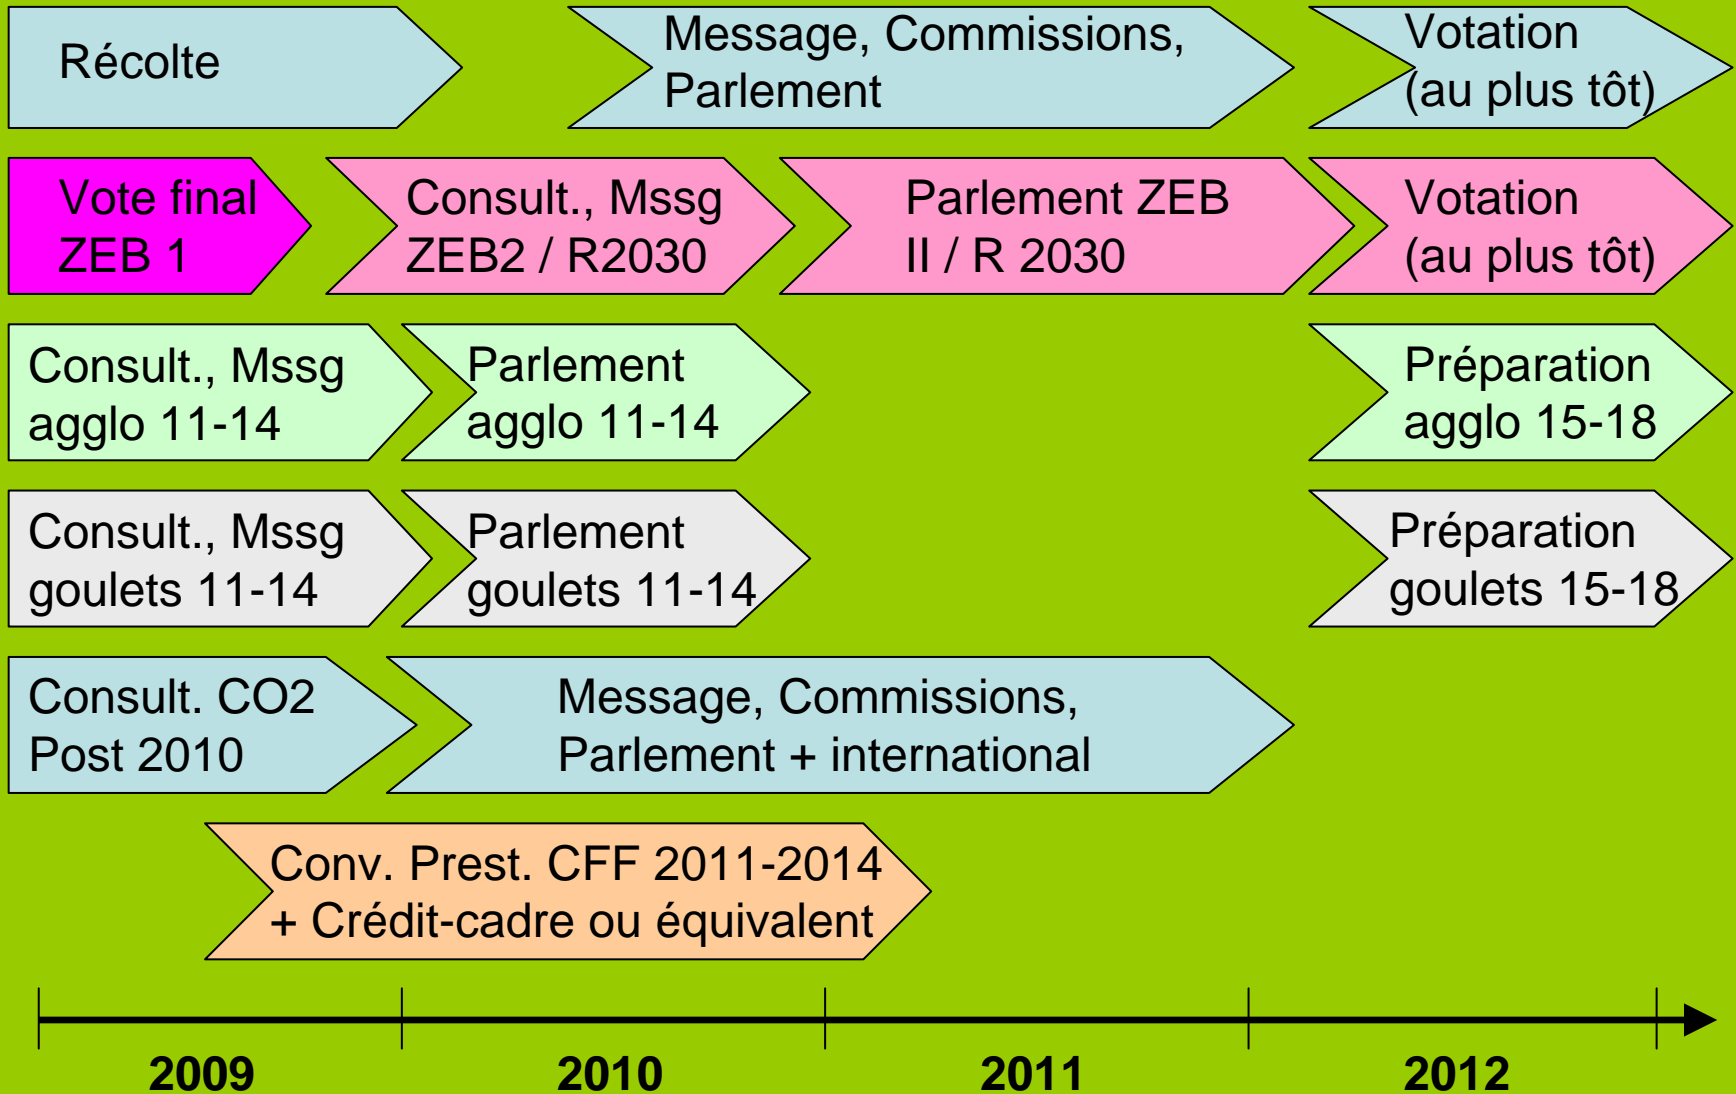 Récolte
Message, Commissions,
Parlement
Votation
(au plus tôt)
Vote final
ZEB 1
Consult., Mssg
ZEB2 / R2030
Parlement ZEB
II / R 2030
Votation
(au plus tôt)
Consult., Mssg
agglo 11-14
Parlement
agglo 11-14
Préparation
agglo 15-18
Consult., Mssg
goulets 11-14
Parlement
goulets 11-14
Préparation
goulets 15-18
Consult. CO2
Post 2010
Message, Commissions,
Parlement + international
Conv. Prest. CFF 2011-2014
+ Crédit-cadre ou équivalent
2009
2010
2011
2012